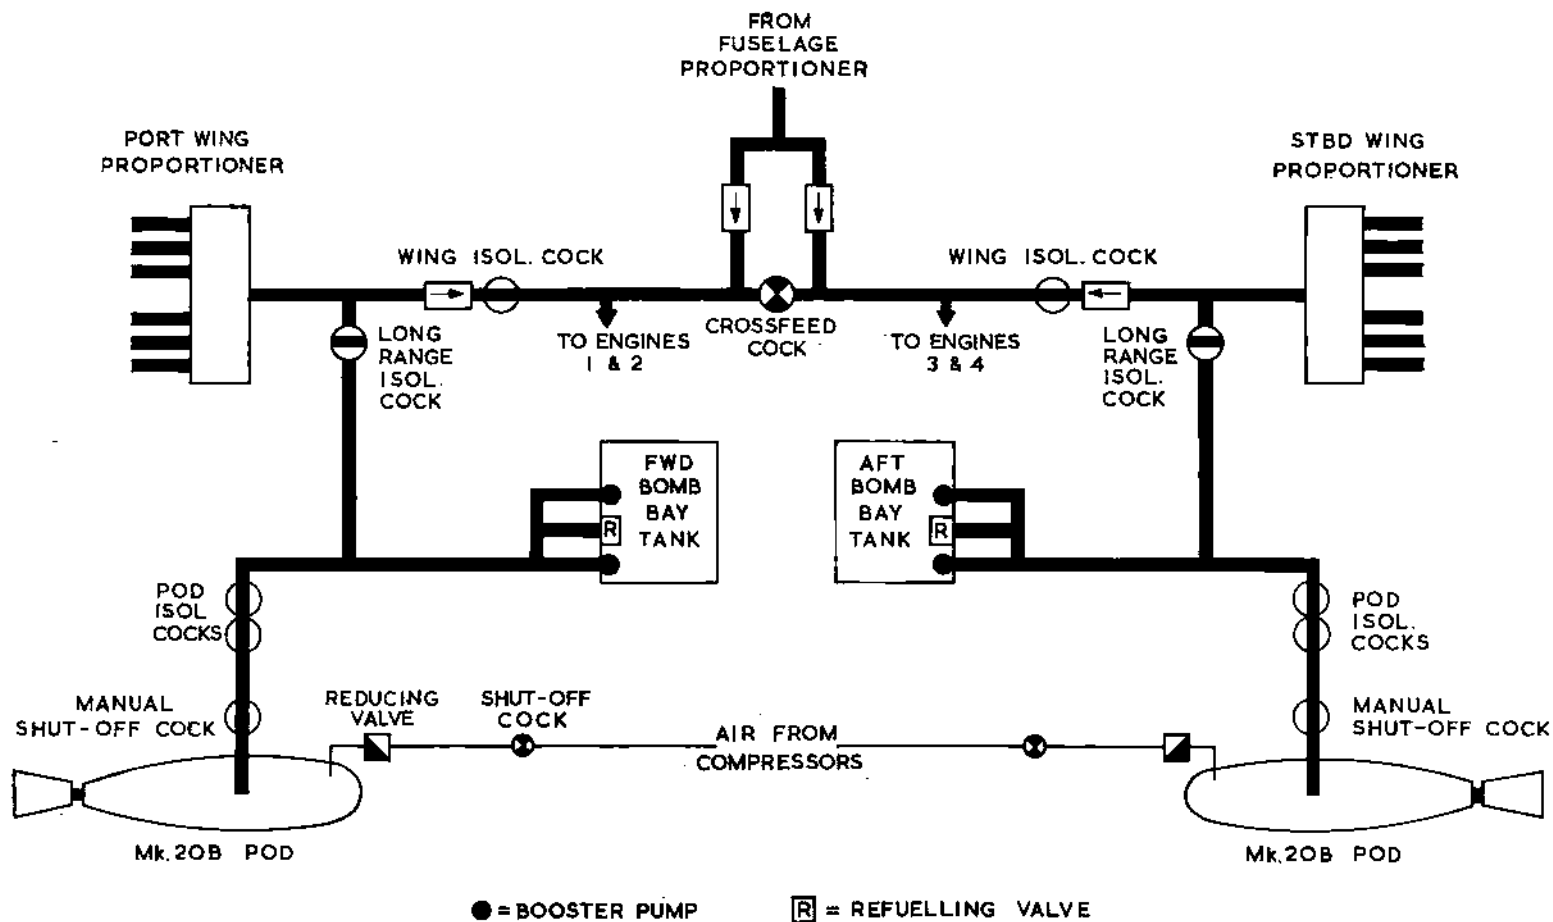 FROM
FUSELAGE
PROPORTIONER
PORT WING
PROPORTIONER
STBD WING
PROPORTIONER
WING ISOL. COCK
WING ISOL. COCK
CROSSFEED
COCK
TO ENGINES
1 & 2
TO ENGINES
3 & 4
LONG
RANGE
ISOL.
COCK
LONG
RANGE
ISOL.
COCK
FWD
BOMB
BAY
TANK
R
AFT
BOMB
BAY
TANK
R
POD
ISOL
COCKS
POD
ISOL.
COCKS
MANUAL
SHUT-OFF COCK
REDUCING
VALVE
SHUT-OFF
COCK
AIR FROM
COMPRESSORS
MANUAL
SHUT-OFF COCK
Mk.20B POD
Mk.20B POD
= BOOSTER PUMP
R = REFUELLING VALVE